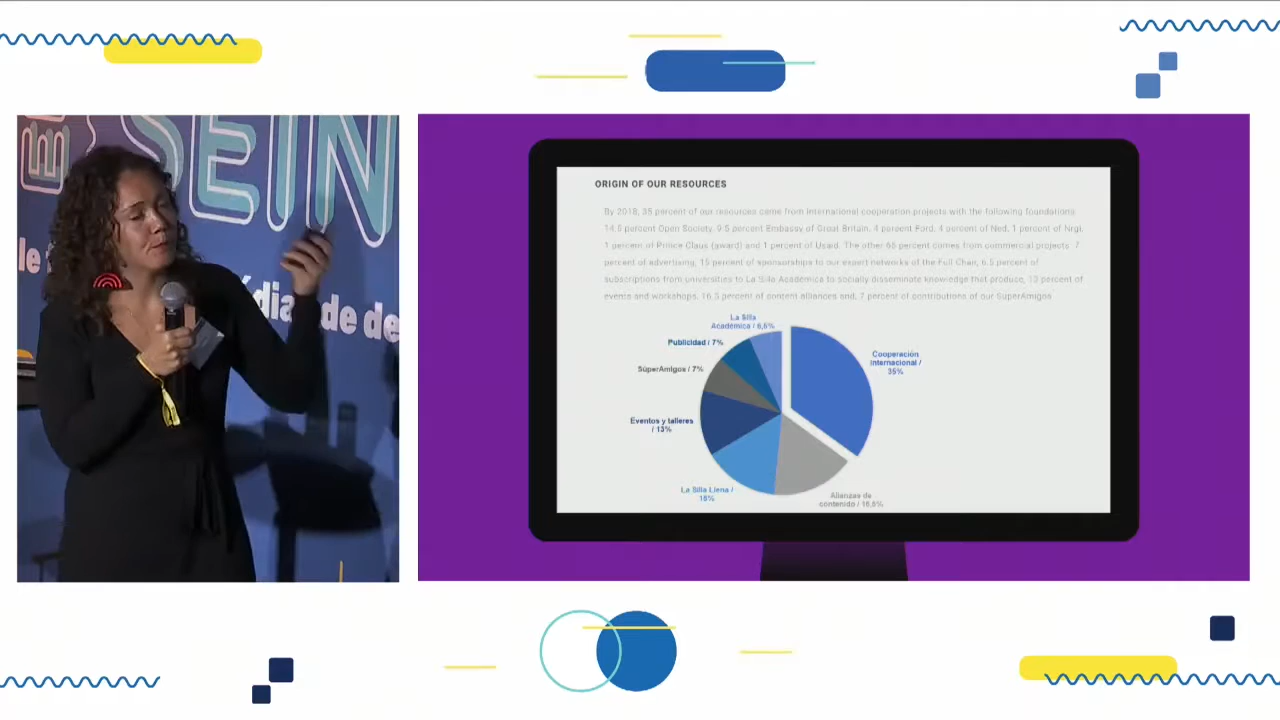 E
SEIN
le f
édia
de de
ORIGIN OF OUR RESOURCES
By 2018, 35 percent of our resources came from international cooperation projects with the following foundations:
14.5 percent Open Society, 9.5 percent Embassy of Great Britain, 4 percent Ford, 4 percent of Ned, 1 percent of Nrgi,
1 percent of Prince Claus (award) and 1 percent of Usaid. The other 65 percent comes from commercial projects: 7
percent of advertising, 15 percent of sponsorships to our expert networks of the Full Chair, 6.5 percent of
subscriptions from universities to La Silla Académica to socially disseminate knowledge that produce, 13 percent of
events and workshops, 16.5 percent of content alliances and, 7 percent of contributions of our SuperAmigos
La Silla
Académica / 6,5%
Publicidad / 7%
SúperAmigos / 7%
Eventos y talleres
/ 13%
La Silla Llena /
15%
Cooperación
internacional /
35%
Alianzas de
contenido / 16,5%